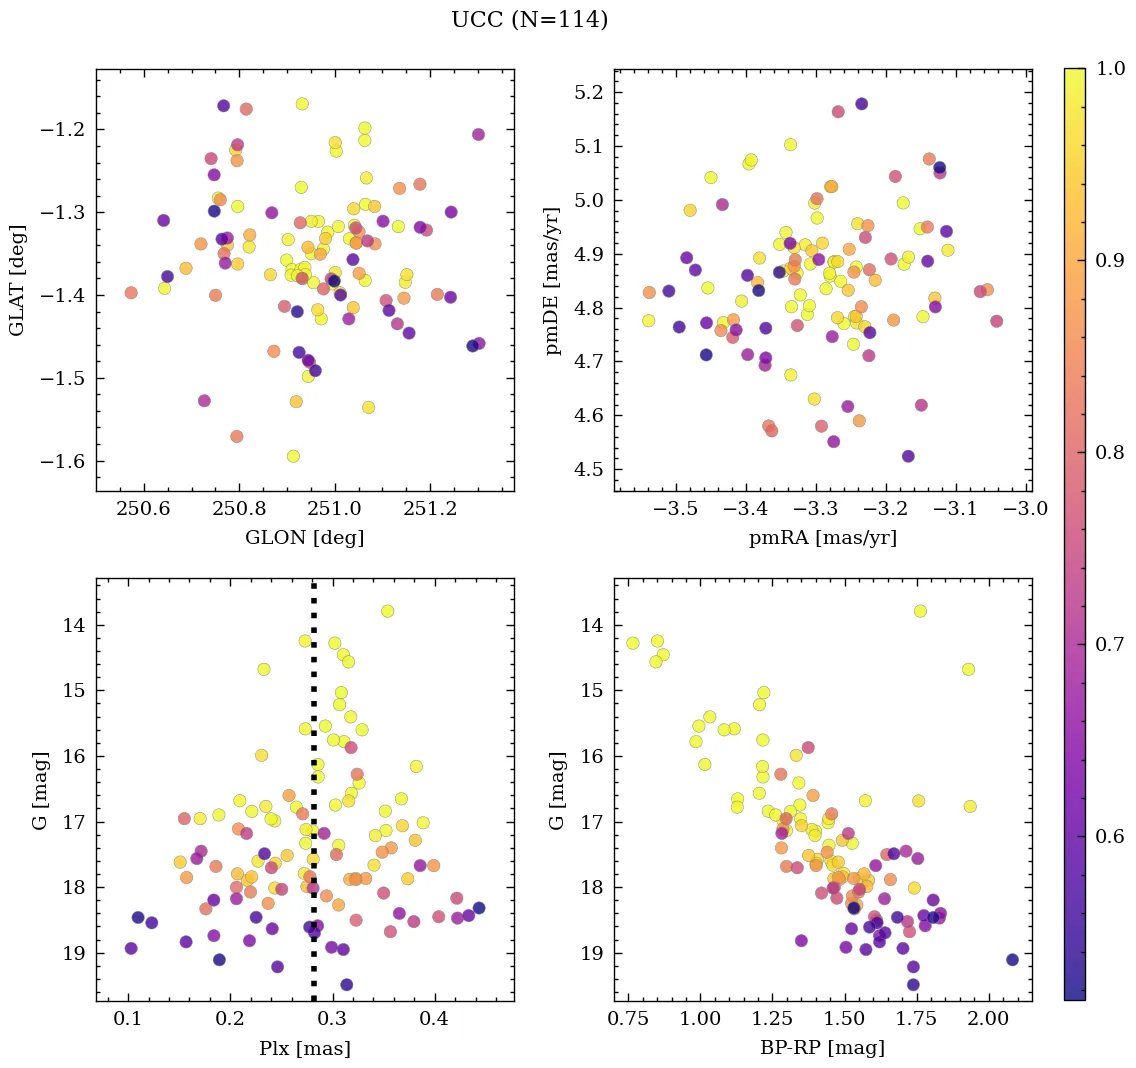 UCC (N=114)
−1.2
−1.3
−1.4
−1.5
−1.6
GLAT [deg]
250.6 250.8 251.0 251.2
GLON [deg]
5.2
5.1
5.0
4.9
4.8
4.7
4.6
4.5
pmDE [mas/yr]
−3.5 −3.4 −3.3 −3.2 −3.1 −3.0
pmRA [mas/yr]
1.0
0.9
0.8
0.7
0.6
14
15
16
17
18
19
G [mag]
0.1 0.2 0.3 0.4
Plx [mas]
14
15
16
17
18
19
G [mag]
0.75 1.00 1.25 1.50 1.75 2.00
BP-RP [mag]